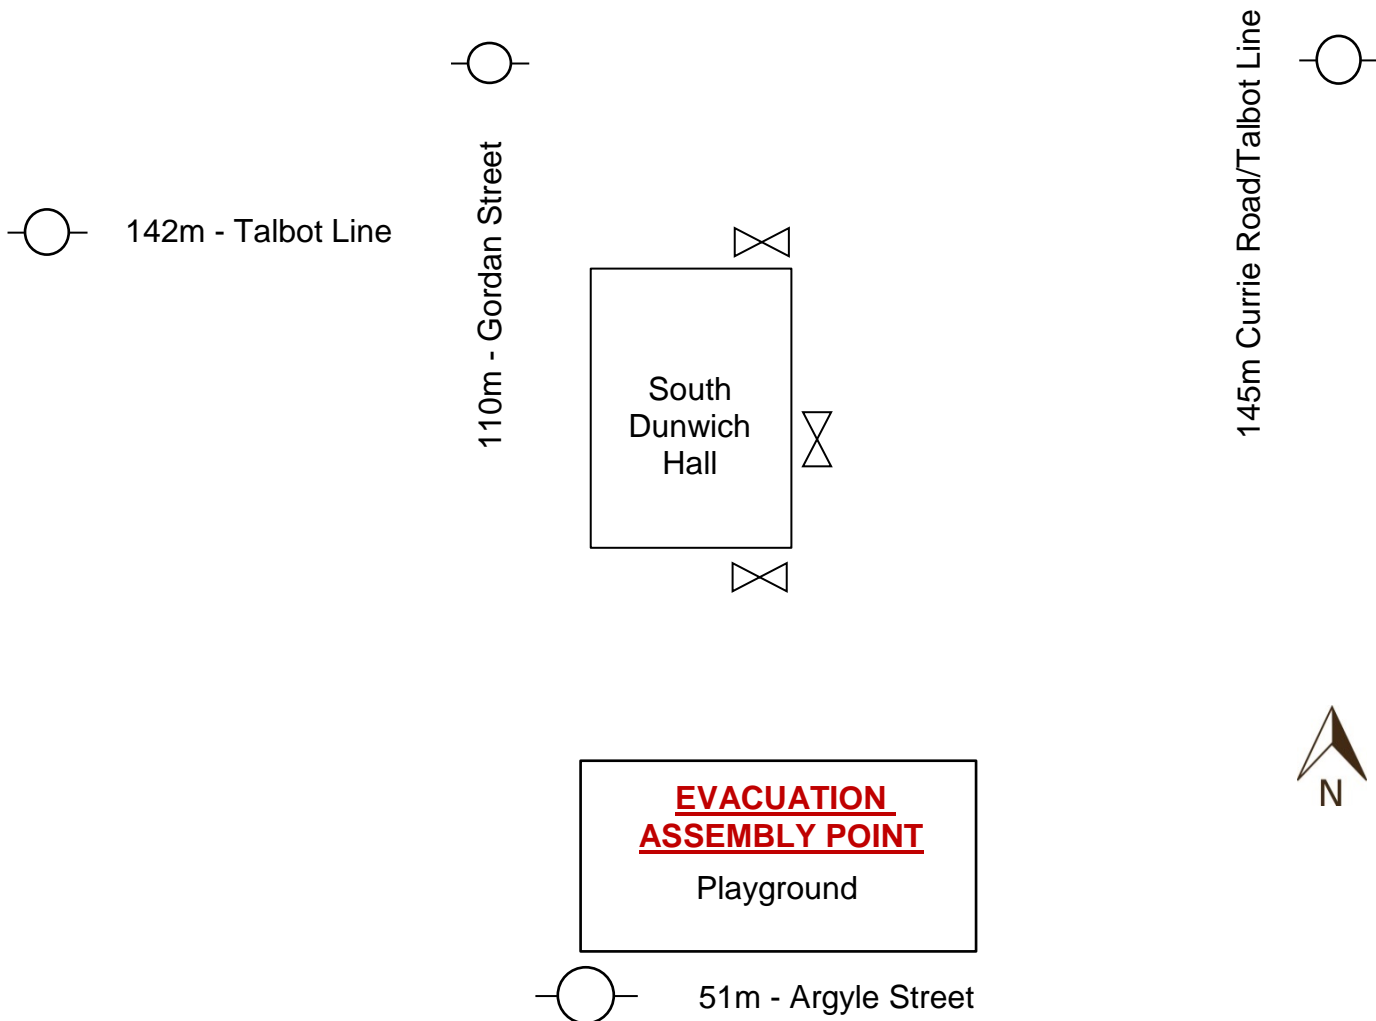 145m Currie Road/Talbot Line
110m - Gordan Street
142m - Talbot Line
South
Dunwich
Hall
N
EVACUATION
ASSEMBLY POINT
Playground
51m - Argyle Street